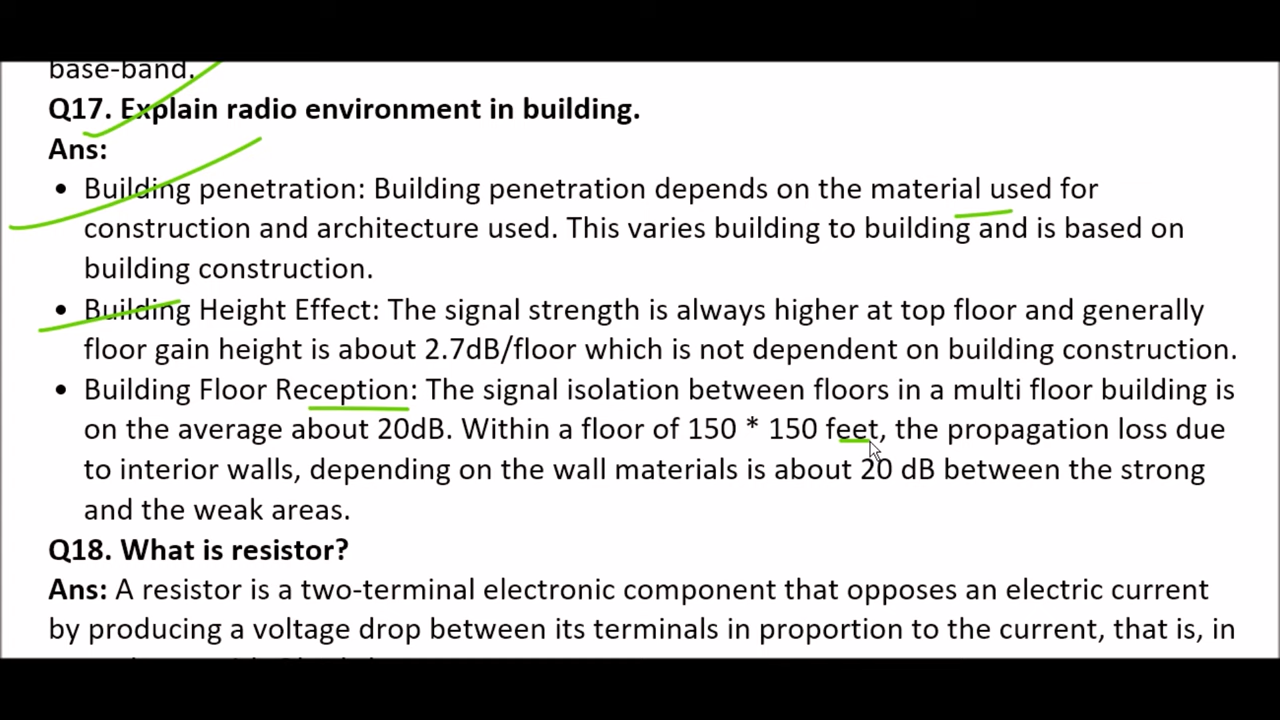 base-band.
Q17. Explain radio environment in building.
Ans:
• Building penetration: Building penetration depends on the material used for
construction and architecture used. This varies building to building and is based on
building construction.
• Building Height Effect: The signal strength is always higher at top floor and generally
floor gain height is about 2.7dB/floor which is not dependent on building construction.
• Building Floor Reception: The signal isolation between floors in a multi floor building is
on the average about 20dB. Within a floor of 150 * 150 feet, the propagation loss due
to interior walls, depending on the wall materials is about 20 dB between the strong
and the weak areas.
Q18. What is resistor?
Ans: A resistor is a two-terminal electronic component that opposes an electric current
by producing a voltage drop between its terminals in proportion to the current, that is, in